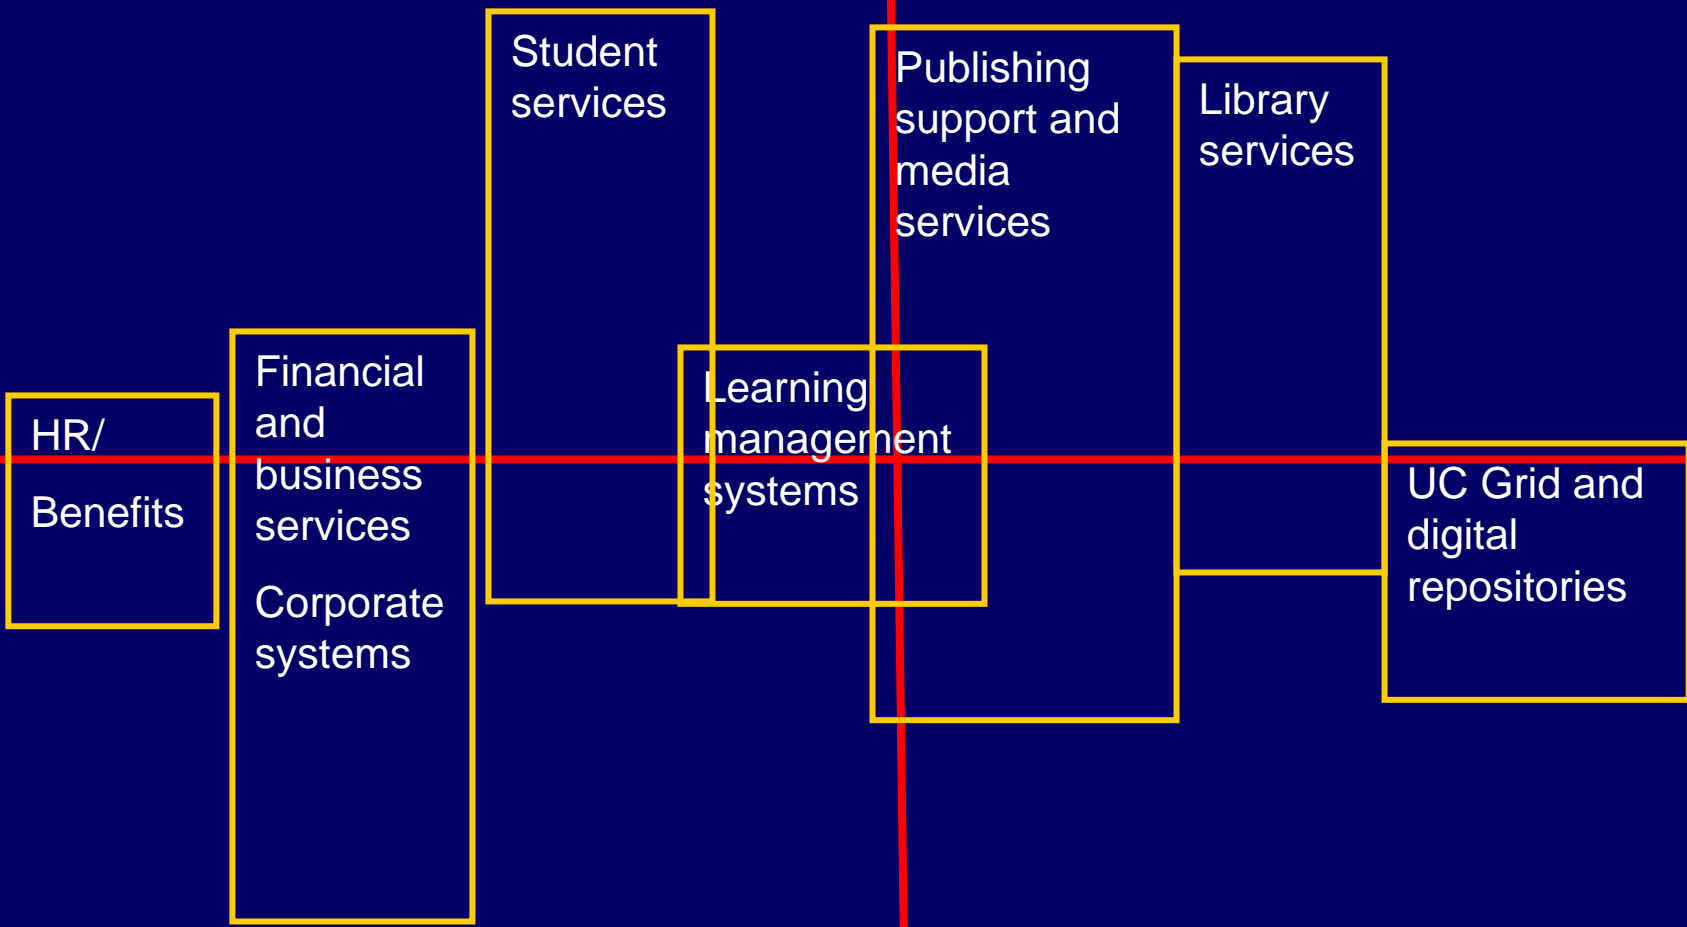 HR/
Benefits
Financial
and
business
services
Corporate
systems
Student
services
Learning
management
systems
Publishing
support and
media
services
Library
services
UC Grid and
digital
repositories